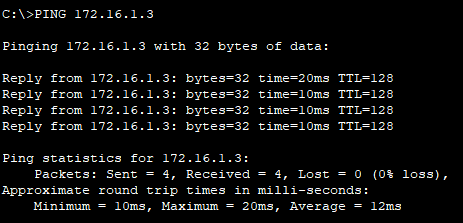 C:\>PING 172.16.1.3
Pinging 172.16.1.3 with 32 bytes of data:
Reply from 172.16.1.3: bytes=32 time=20ms TTL=128
Reply from 172.16.1.3: bytes=32 time=10ms TTL=128
Reply from 172.16.1.3: bytes=32 time=10ms TTL=128
Reply from 172.16.1.3: bytes=32 time=10ms TTL=128
Ping statistics for 172.16.1.3:
Packets: Sent = 4, Received = 4, Lost = 0 (0% loss),
Approximate round trip times in milli-seconds:
Minimum = 10ms, Maximum = 20ms, Average = 12ms